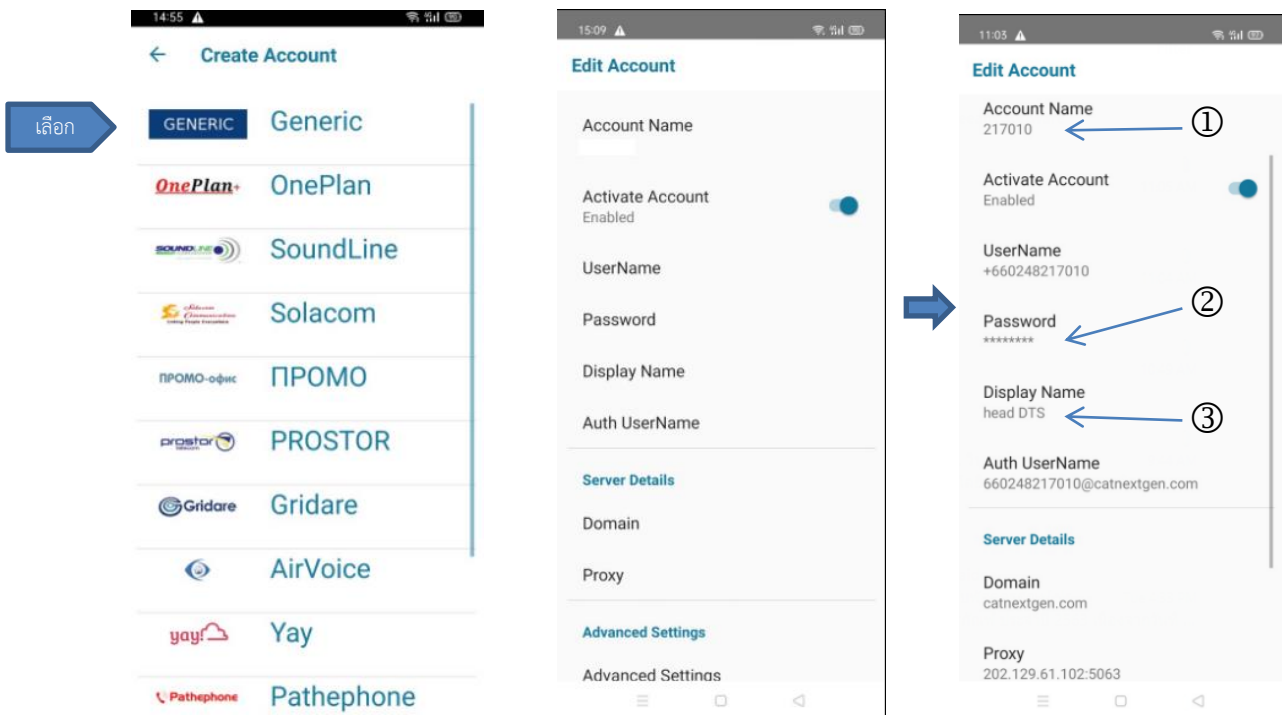 เลือก
14:55
Create Account
GENERIC Generic
OnePlan+ OnePlan
SOUNDLINE SoundLine
Solacom
ПРОМО-офис ПРОМО
prostor PROSTOR
Gridare Gridare
AirVoice
yay! Yay
Pathephone Pathephone
15:09
Edit Account
Account Name
Activate Account
Enabled
UserName
Password
Display Name
Auth UserName
Server Details
Domain
Proxy
Advanced Settings
Advanced Settings
11:03
Edit Account
Account Name
217010
①
Activate Account
Enabled
UserName
+660248217010
Password
********
②
Display Name
head DTS
③
Auth UserName
660248217010@catnextgen.com
Server Details
Domain
catnextgen.com
Proxy
202.129.61.102:5063